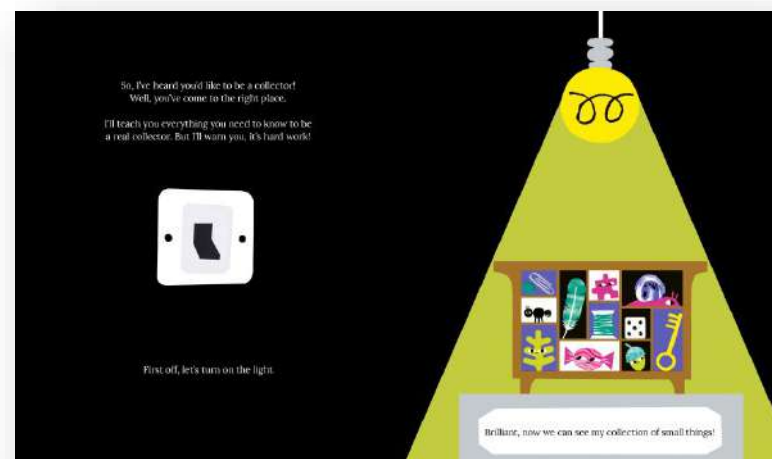 So, I've heard you'd like to be a collector!
Well, you've come to the right place.
I'll teach you everything you need to know to be
a real collector. But I'll warn you, it's hard work!
First off, let's turn on the light.
Brilliant, now we can see my collection of small things!